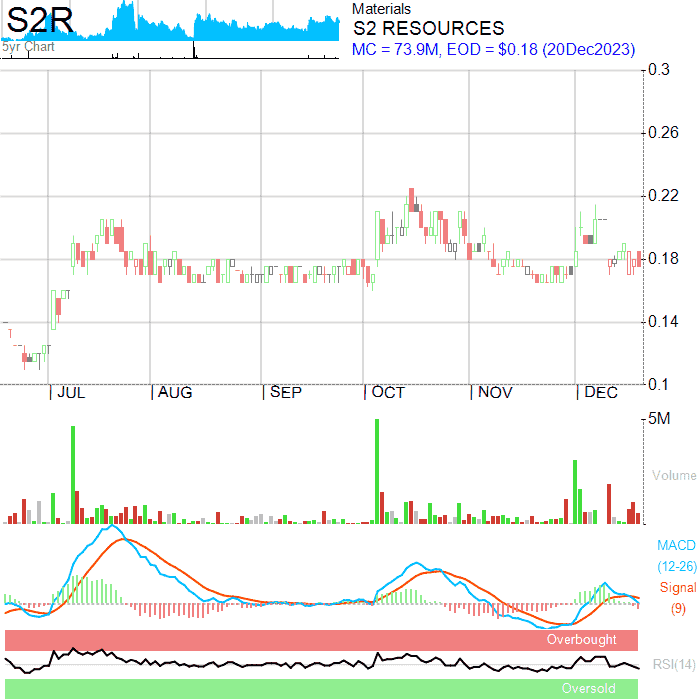 S2R
5yr Chart
Materials
S2 RESOURCES
MC = 73.9M, EOD = $0.18 (20Dec2023)
0.3
0.26
0.22
0.18
0.14
0.1
JUL AUG SEP OCT NOV DEC
5M
Volume
MACD
(12-26)
Signal
(9)
Overbought
RSI(14)
Oversold